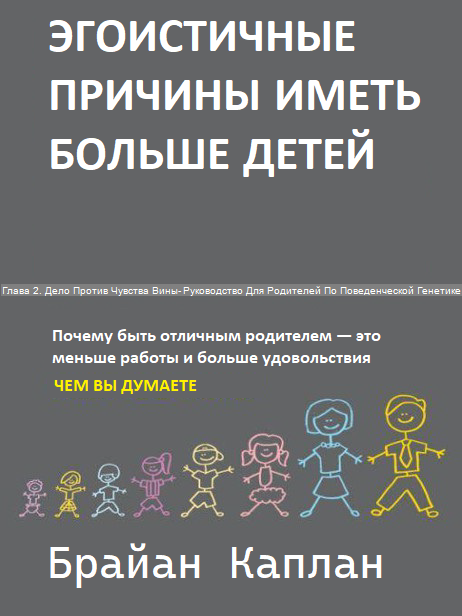 ЭГОИСТИЧНЫЕ
ПРИЧИНЫ ИМЕТЬ
БОЛЬШЕ ДЕТЕЙ
Глава 2. Дело Против Чувства Вины- Руководство Для Родителей По Поведенческой Генетике
Почему быть отличным родителем — это
меньше работы и больше удовольствия
ЧЕМ ВЫ ДУМАЕТЕ
Брайан Каплан